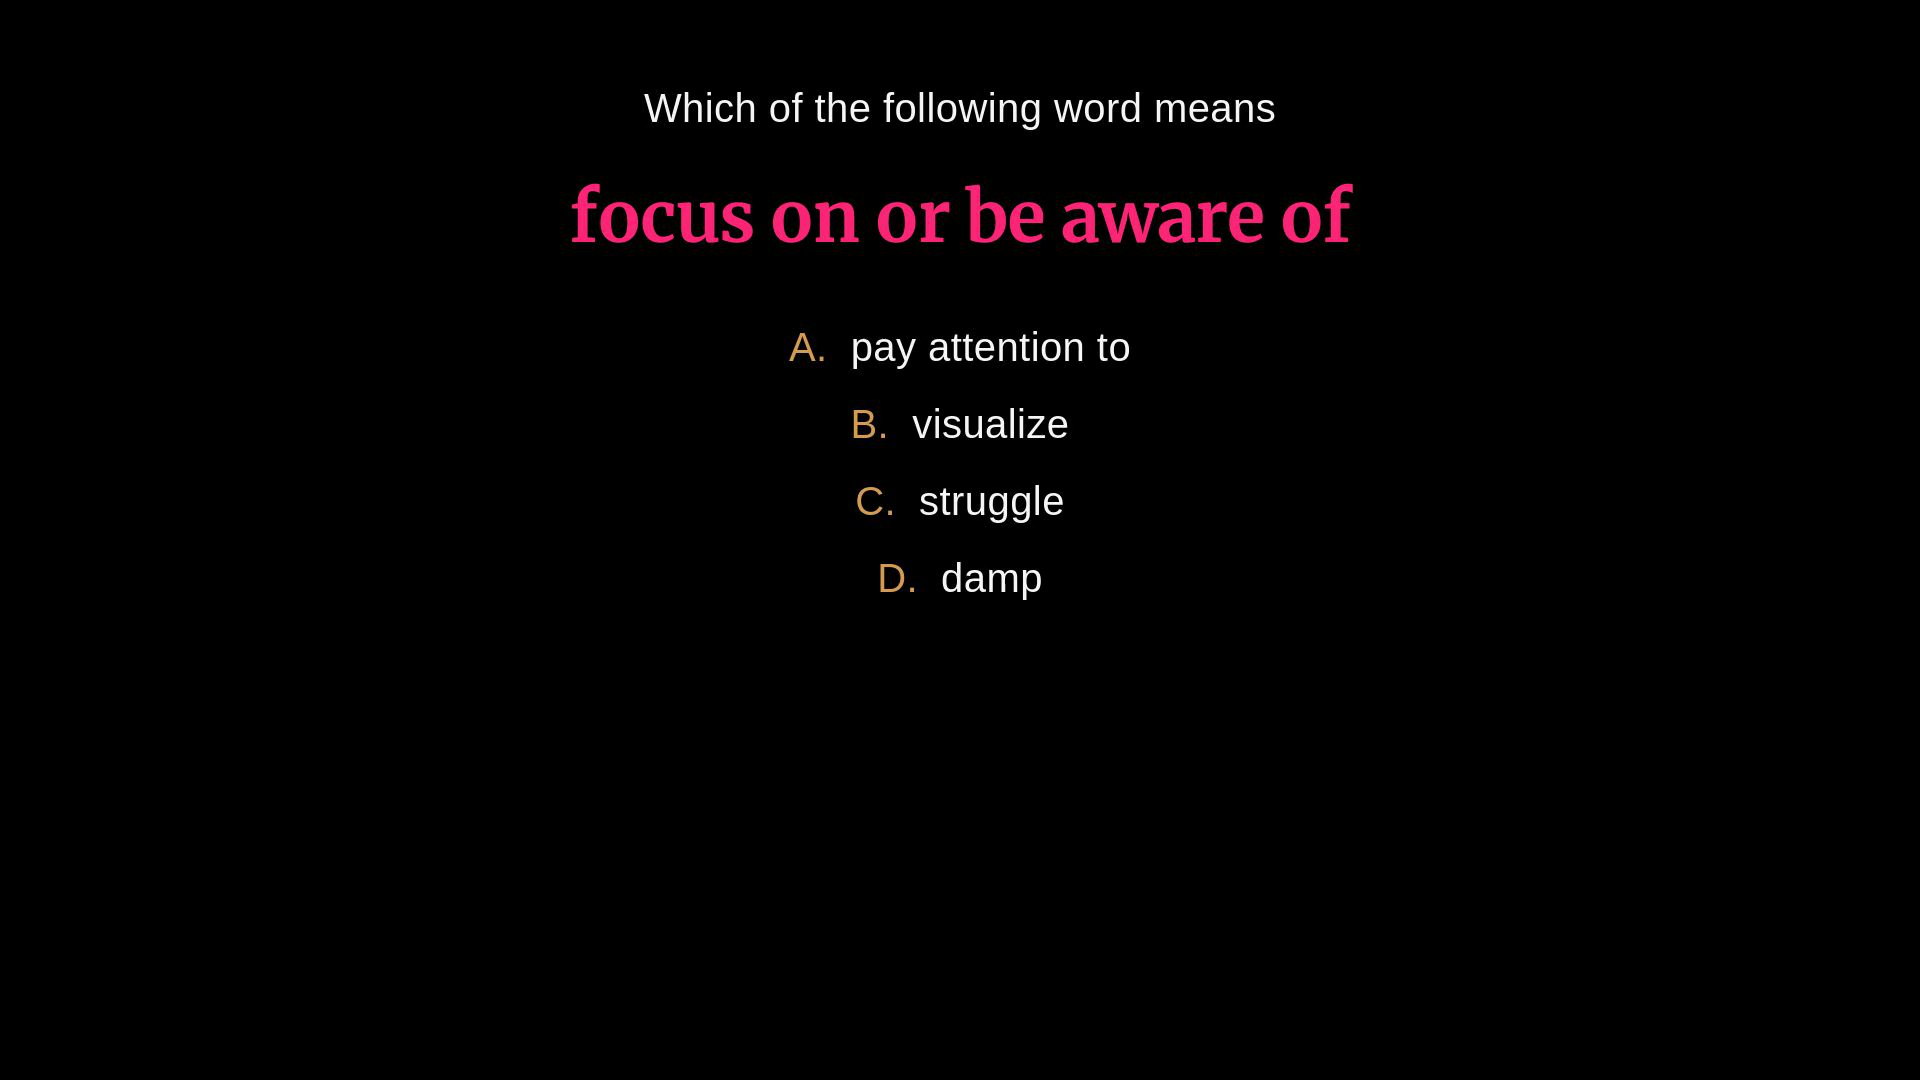 Which of the following word means
focus on or be aware of
A. pay attention to
B. visualize
C. struggle
D. damp